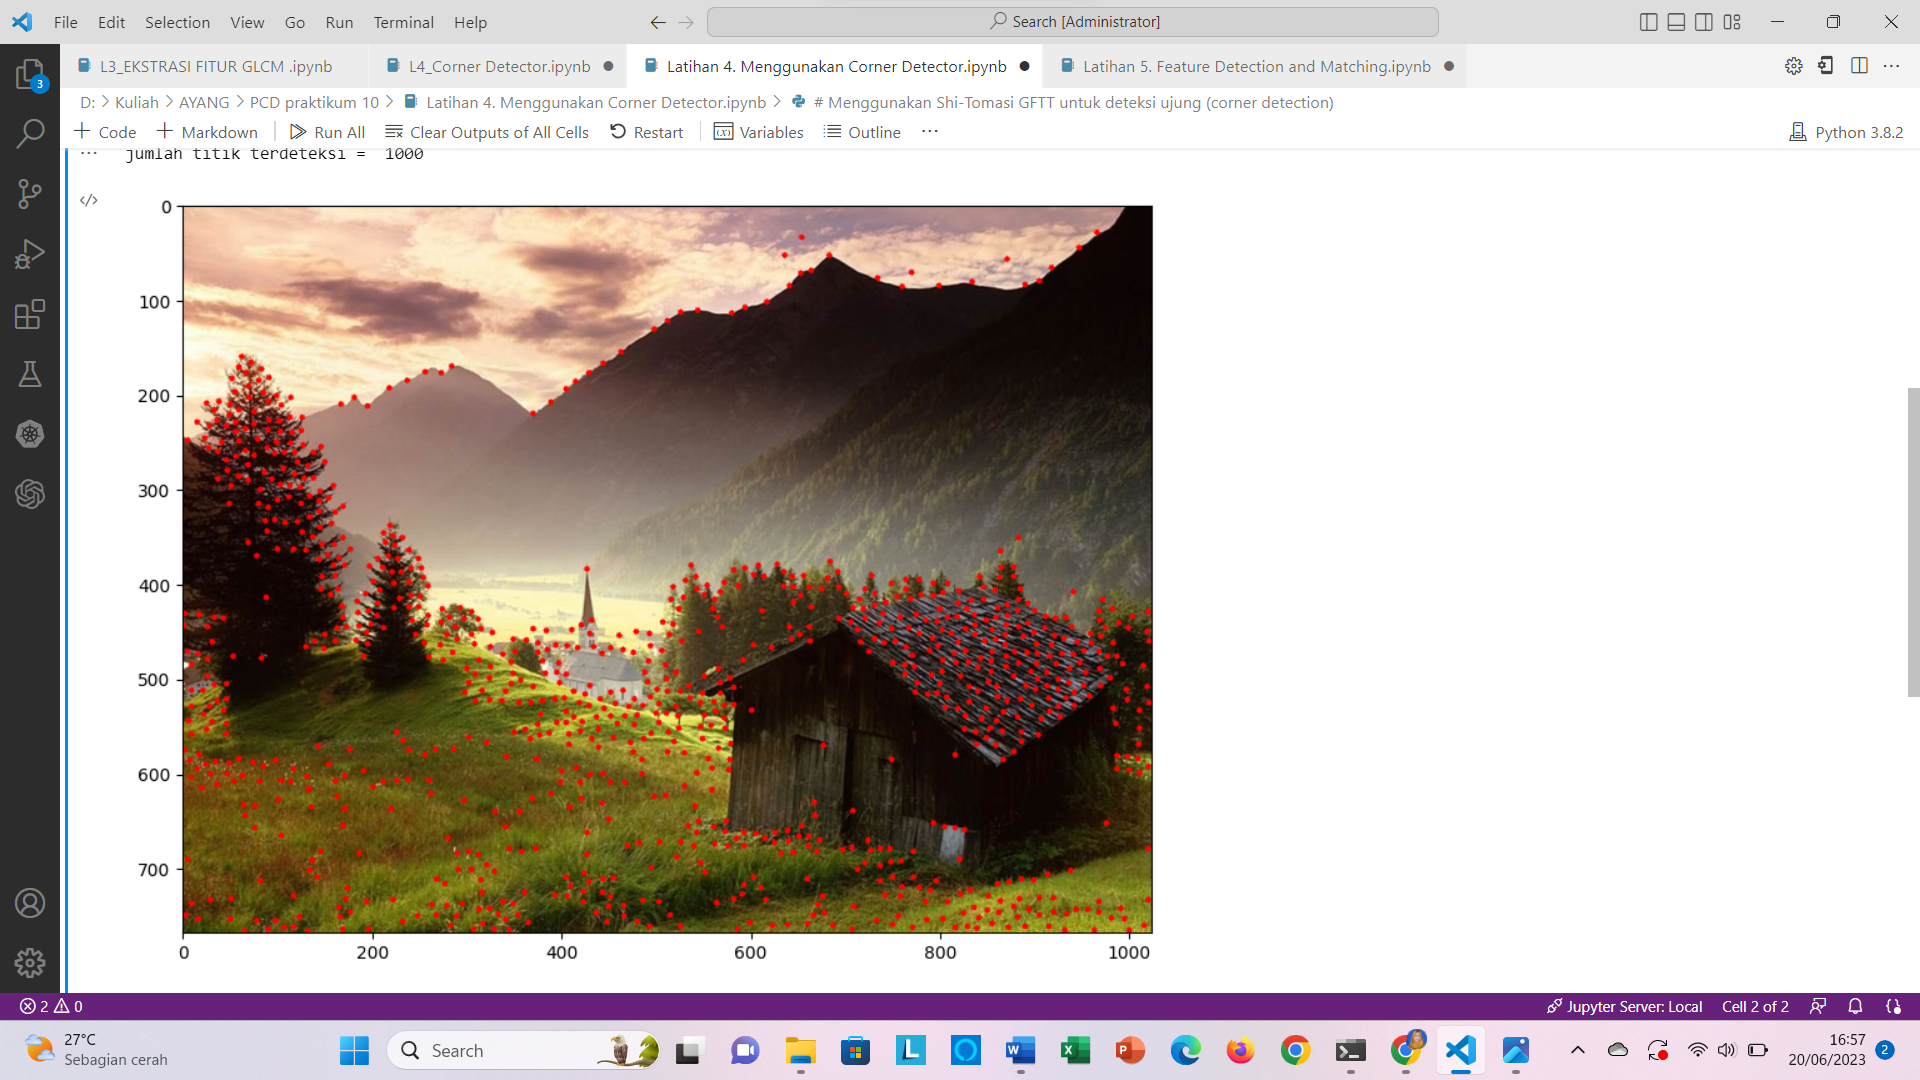 File Edit Selection View Go Run Terminal Help
Search [Administrator]
L3_EKSTRASI FITUR GLCM .ipynb
L4_Corner Detector.ipynb
Latihan 4. Menggunakan Corner Detector.ipynb
Latihan 5. Feature Detection and Matching.ipynb
D: > Kuliah > AYANG > PCD praktikum 10 > Latihan 4. Menggunakan Corner Detector.ipynb > # Menggunakan Shi-Tomasi GFTT untuk deteksi ujung (corner detection)
+ Code + Markdown Run All Clear Outputs of All Cells Restart Variables Outline ... Python 3.8.2
3
jumlah titik terdeteksi = 1000
0
100
200
300
400
500
600
700
0 200 400 600 800 1000
2 0
Jupyter Server: Local Cell 2 of 2
27°C
Sebagian cerah
Search
16:57
20/06/2023
2